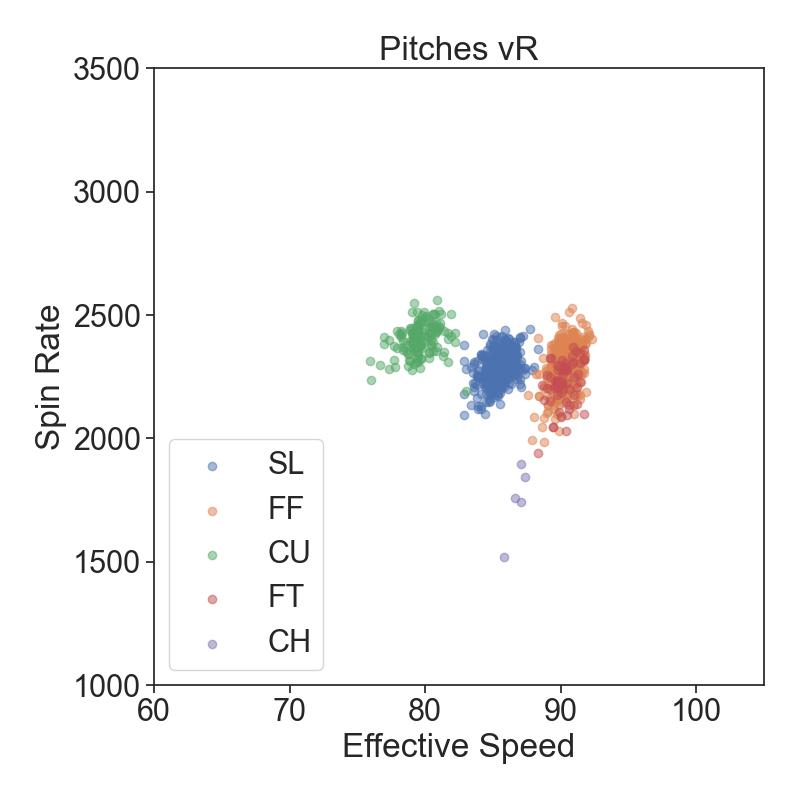 Pitches vR
3500
3000
2500
2000
1500
1000
Spin Rate
SL
FF
CU
FT
CH
60 70 80 90 100
Effective Speed